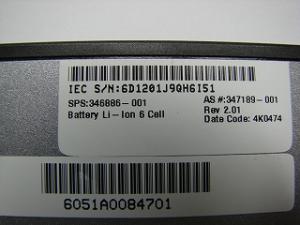 IEC S/N:6D1201J9QH6I51
SPS:346886-001 AS #:347189-001
Battery Li-Ion 6 Cell Rev 2.01
Date Code: 4K0474
6051A0084701